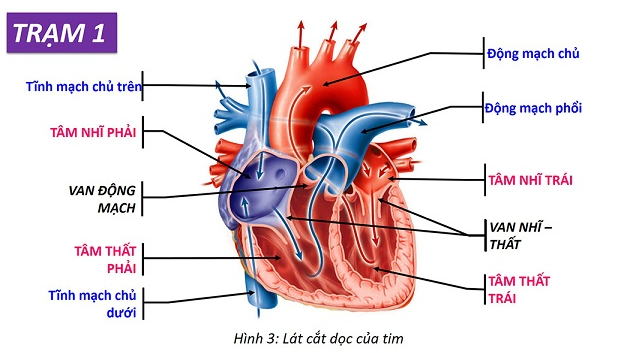 TRẠM 1
Tĩnh mạch chủ trên
TÂM NHĨ PHẢI
VAN ĐỘNG
MẠCH
TÂM THẤT
PHẢI
Tĩnh mạch chủ
dưới
Động mạch chủ
Động mạch phổi
TÂM NHĨ TRÁI
VAN NHĨ –
THẤT
TÂM THẤT
TRÁI
Hình 3: Lát cắt dọc của tim